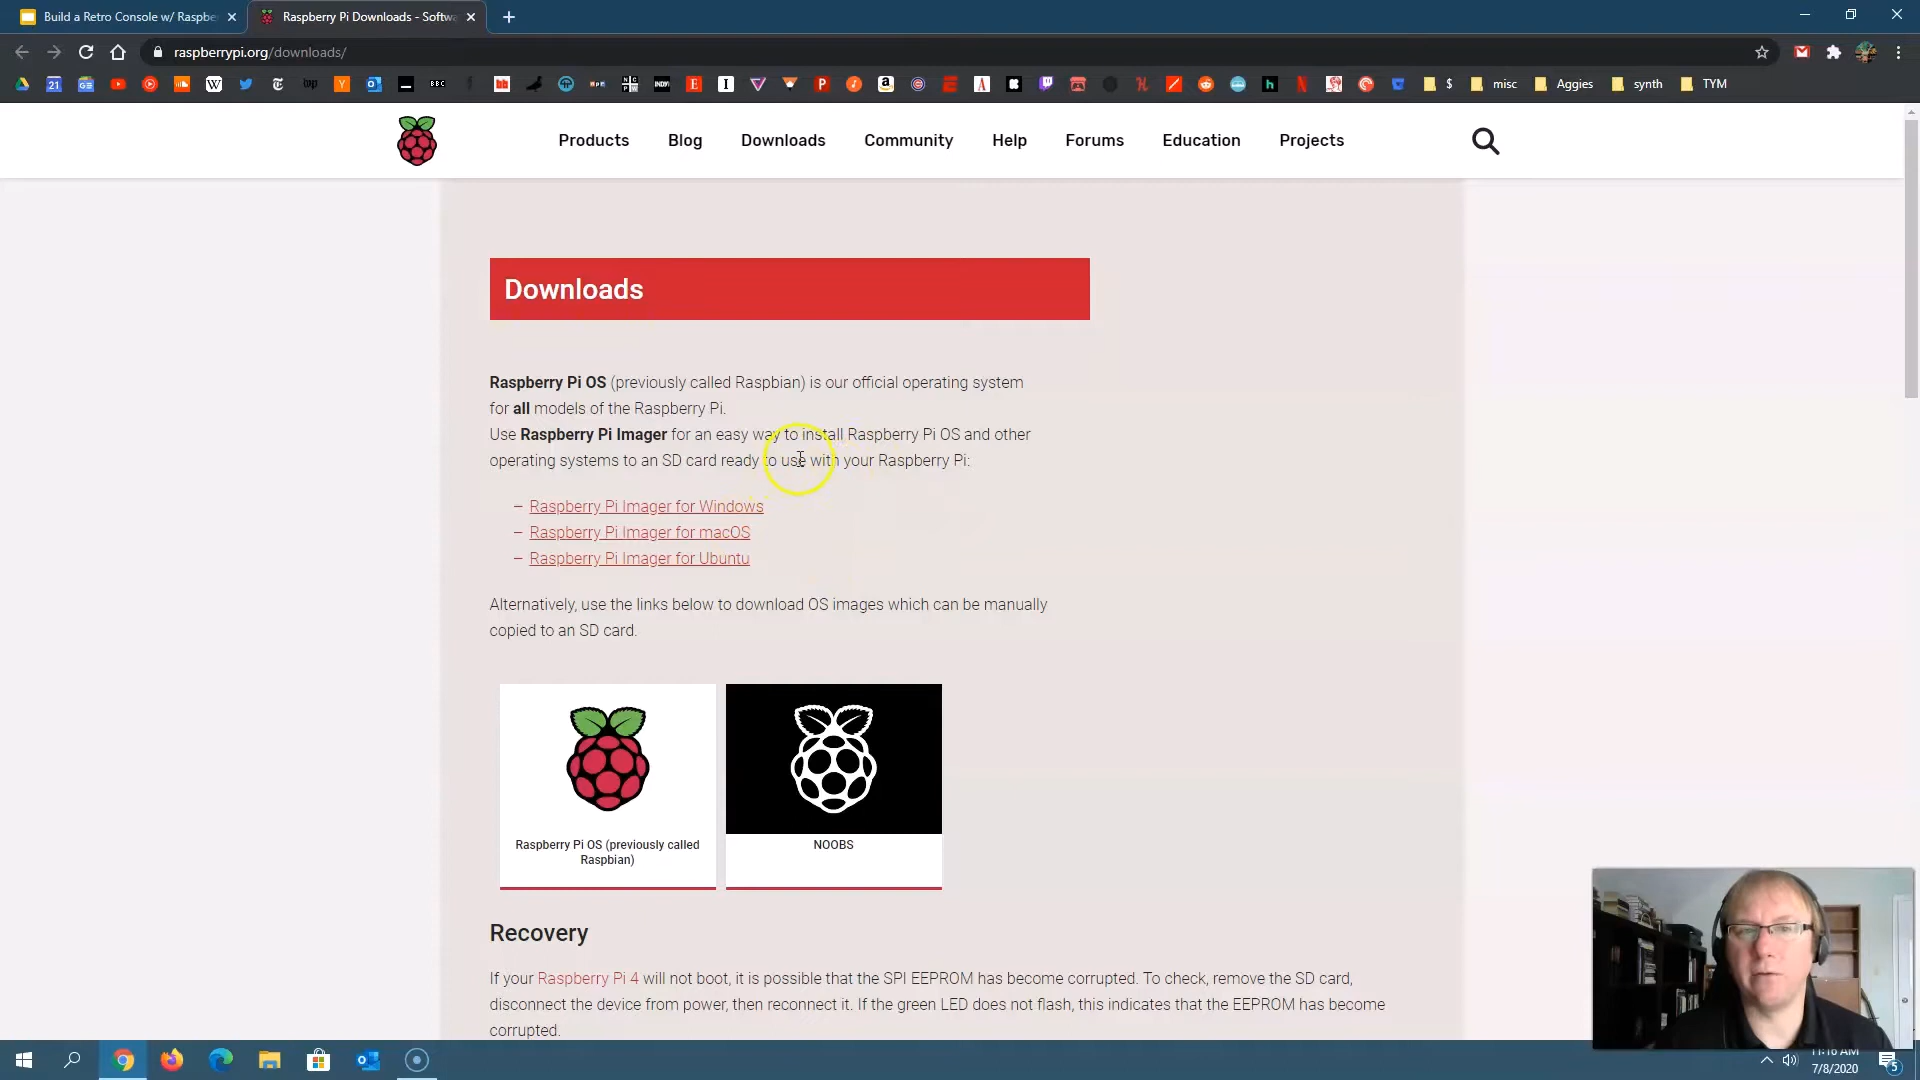 Build a Retro Console w/ Raspbe
Raspberry Pi Downloads - Softwa
raspberrypi.org/downloads/
$
misc
Aggies
synth
TYM
Products
Blog
Downloads
Community
Help
Forums
Education
Projects
Downloads
Raspberry Pi OS (previously called Raspbian) is our official operating system
for all models of the Raspberry Pi.
Use Raspberry Pi Imager for an easy way to install Raspberry Pi OS and other
operating systems to an SD card ready to use with your Raspberry Pi:
– Raspberry Pi Imager for Windows
– Raspberry Pi Imager for macOS
– Raspberry Pi Imager for Ubuntu
Alternatively, use the links below to download OS images which can be manually
copied to an SD card.
Raspberry Pi OS (previously called
Raspbian)
NOOBS
Recovery
If your Raspberry Pi 4 will not boot, it is possible that the SPI EEPROM has become corrupted. To check, remove the SD card,
disconnect the device from power, then reconnect it. If the green LED does not flash, this indicates that the EEPROM has become
corrupted.
11:16 AM
7/8/2020
5